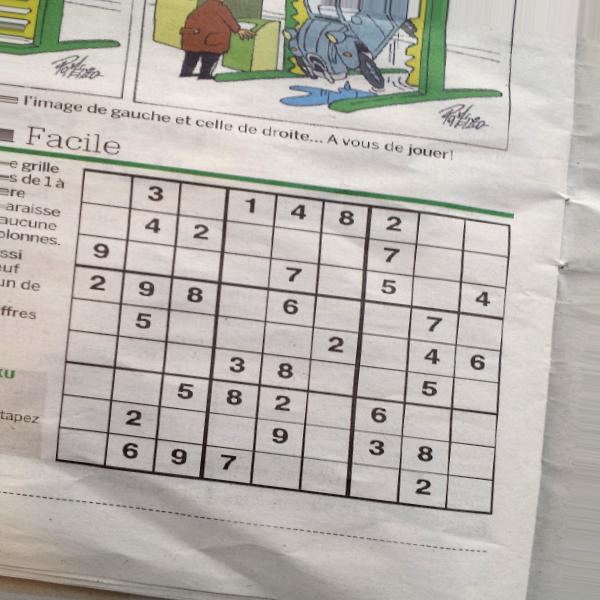 l'image de gauche et celle de droite... A vous de jouer!
Facile
e grille
s de 1 à
ere
araisse
aucune
olonnes.
ssi
euf
un de
ffres
KU
tapez
3 1 4 8 2
4 2 7
9 7 5 4
2 9 8 6 7
5 2 4 6
3 8 5
5 8 2 6
2 9 3 8
6 9 7 2